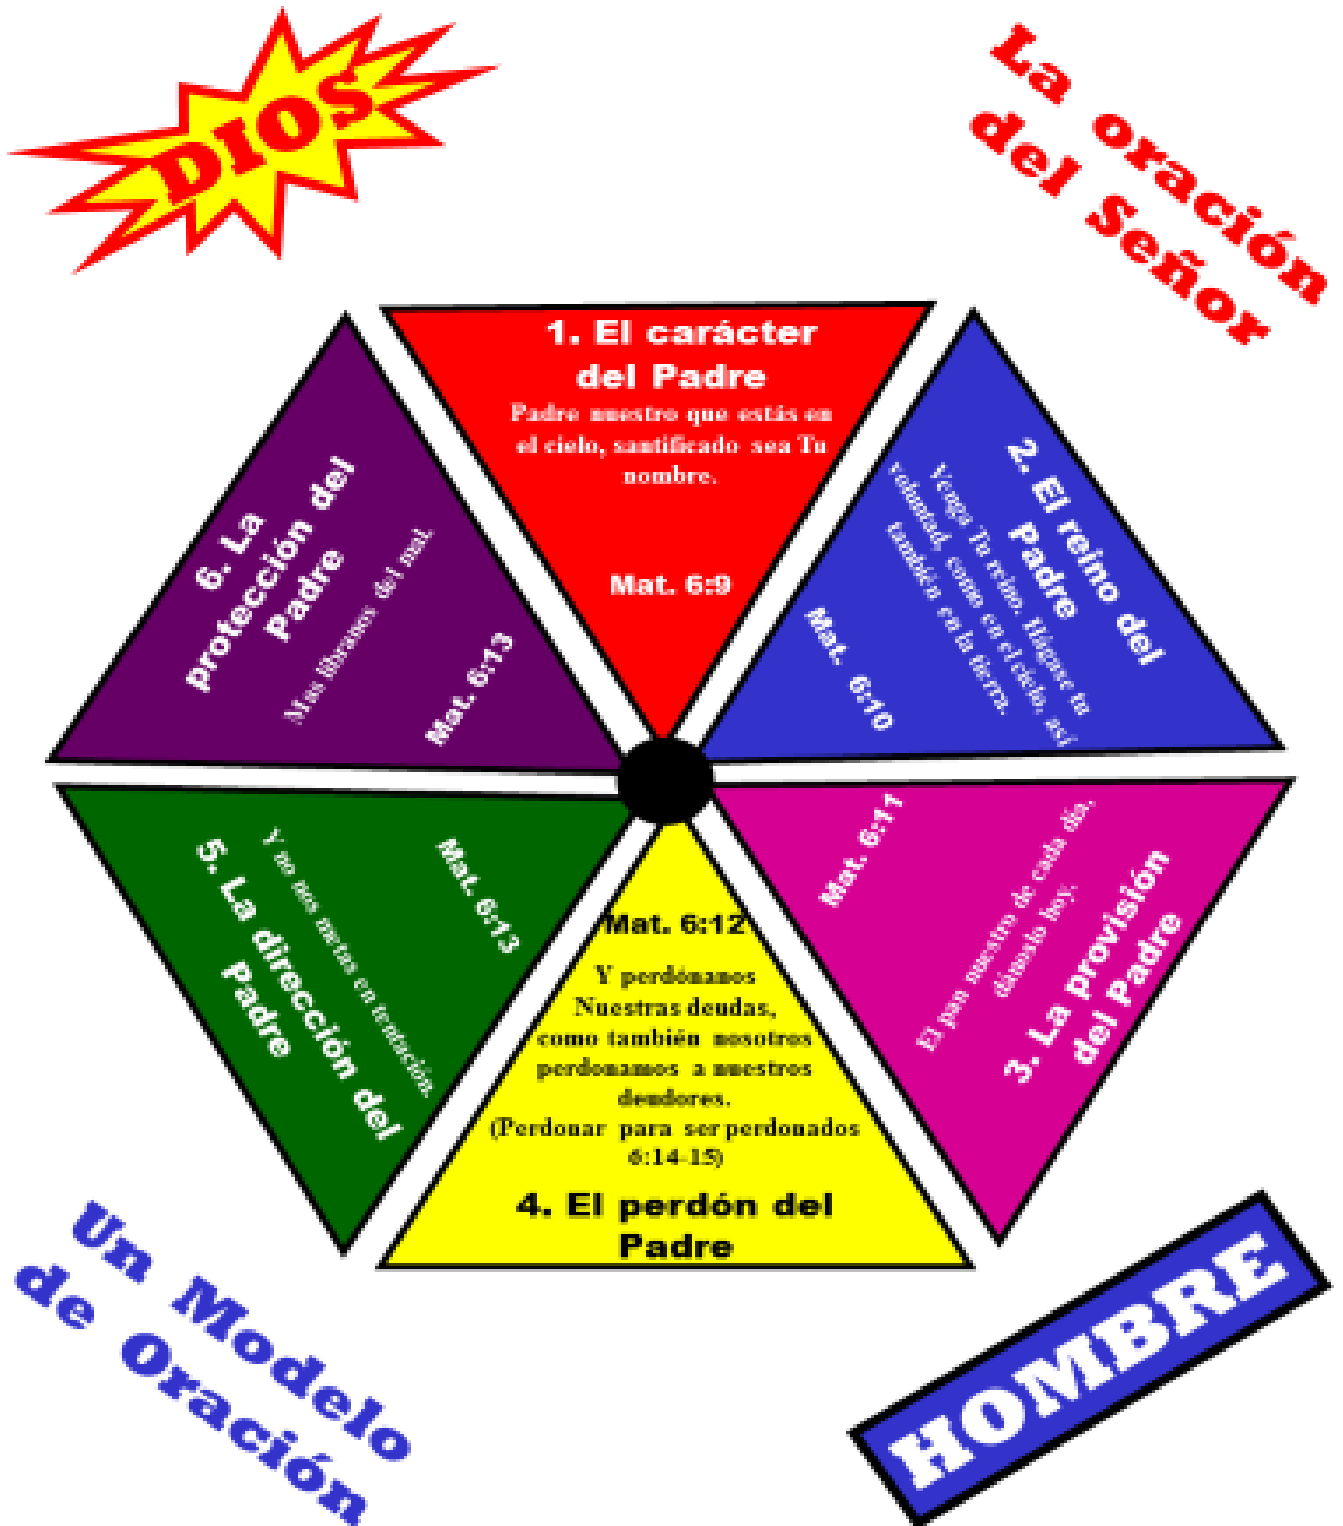 DIOS
La oración
del Señor
1. El carácter
del Padre
Padre nuestro que estás en
el cielo, santificado sea Tu
nombre.
Mat. 6:9
2. El reino del
Padre
Venga Tu reino. Hágase tu
voluntad, como en el cielo, así
también en la tierra.
Mat. 6:10
Mat. 6:11
El pan nuestro de cada día,
dánoslo hoy.
3. La provisión
del Padre
Mat. 6:12
Y perdónanos
Nuestras deudas,
como también nosotros
perdonamos a nuestros
deudores.
(Perdonar para ser perdonados
6:14-15)
4. El perdón del
Padre
Mat. 6:13
Y no nos metas en tentación.
5. La dirección del
Padre
6. La
protección del
Padre
Mas líbranos del mal.
Mat. 6:13
Un Modelo
de Oración
HOMBRE